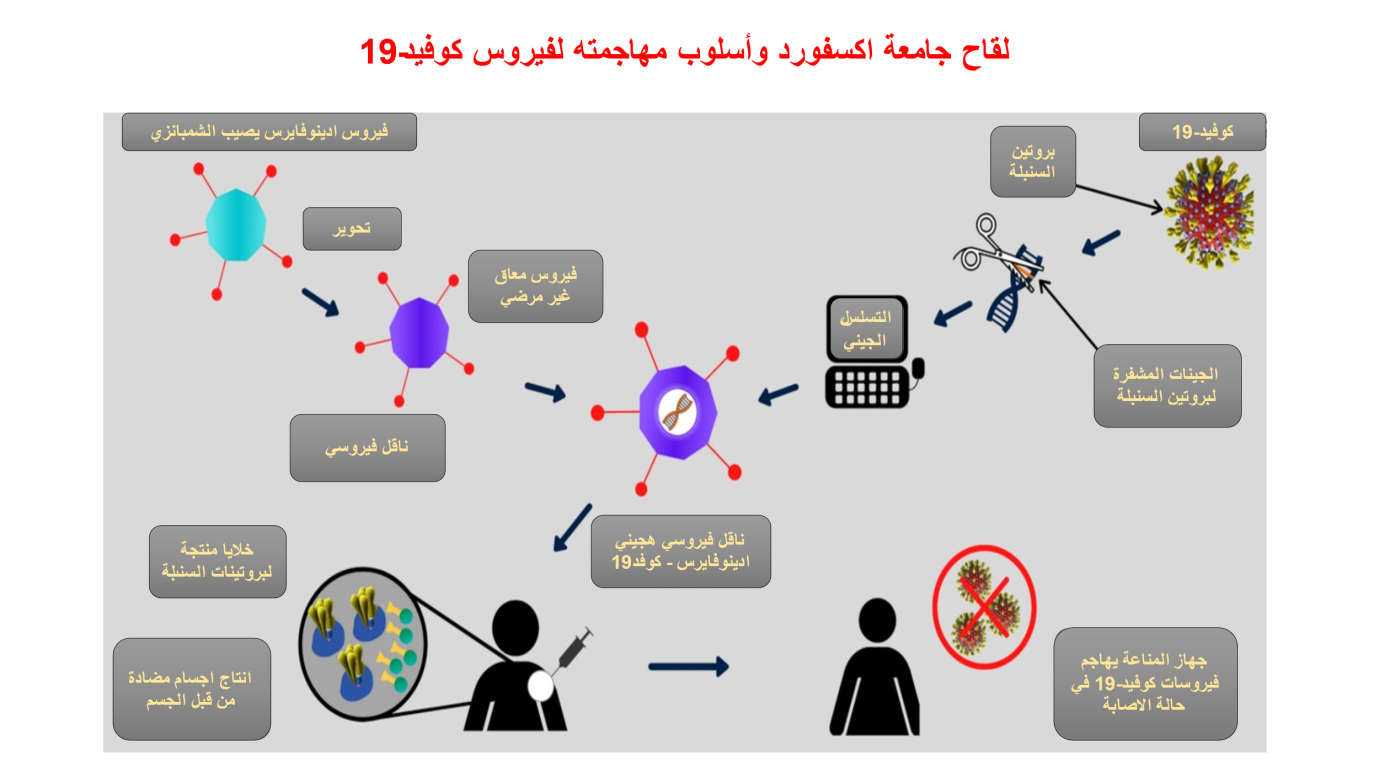 لقاح جامعة اكسفورد وأسلوب مهاجمته لفيروس كوفيد-19
كوفيد-19
فيروس ادينوفايرس يصيب الشمبانزي
بروتين
السنبلة
تحوير
فيروس معاق
غير مرضي
التسلسل
الجيني
الجينات المشفرة
لبروتين السنبلة
ناقل فيروسي
ناقل فيروسي هجيني
ادينوفايرس - كوفد19
خلايا منتجة
لبروتينات السنبلة
انتاج اجسام مضادة
من قبل الجسم
جهاز المناعة يهاجم
فيروسات كوفيد-19 في
حالة الاصابة